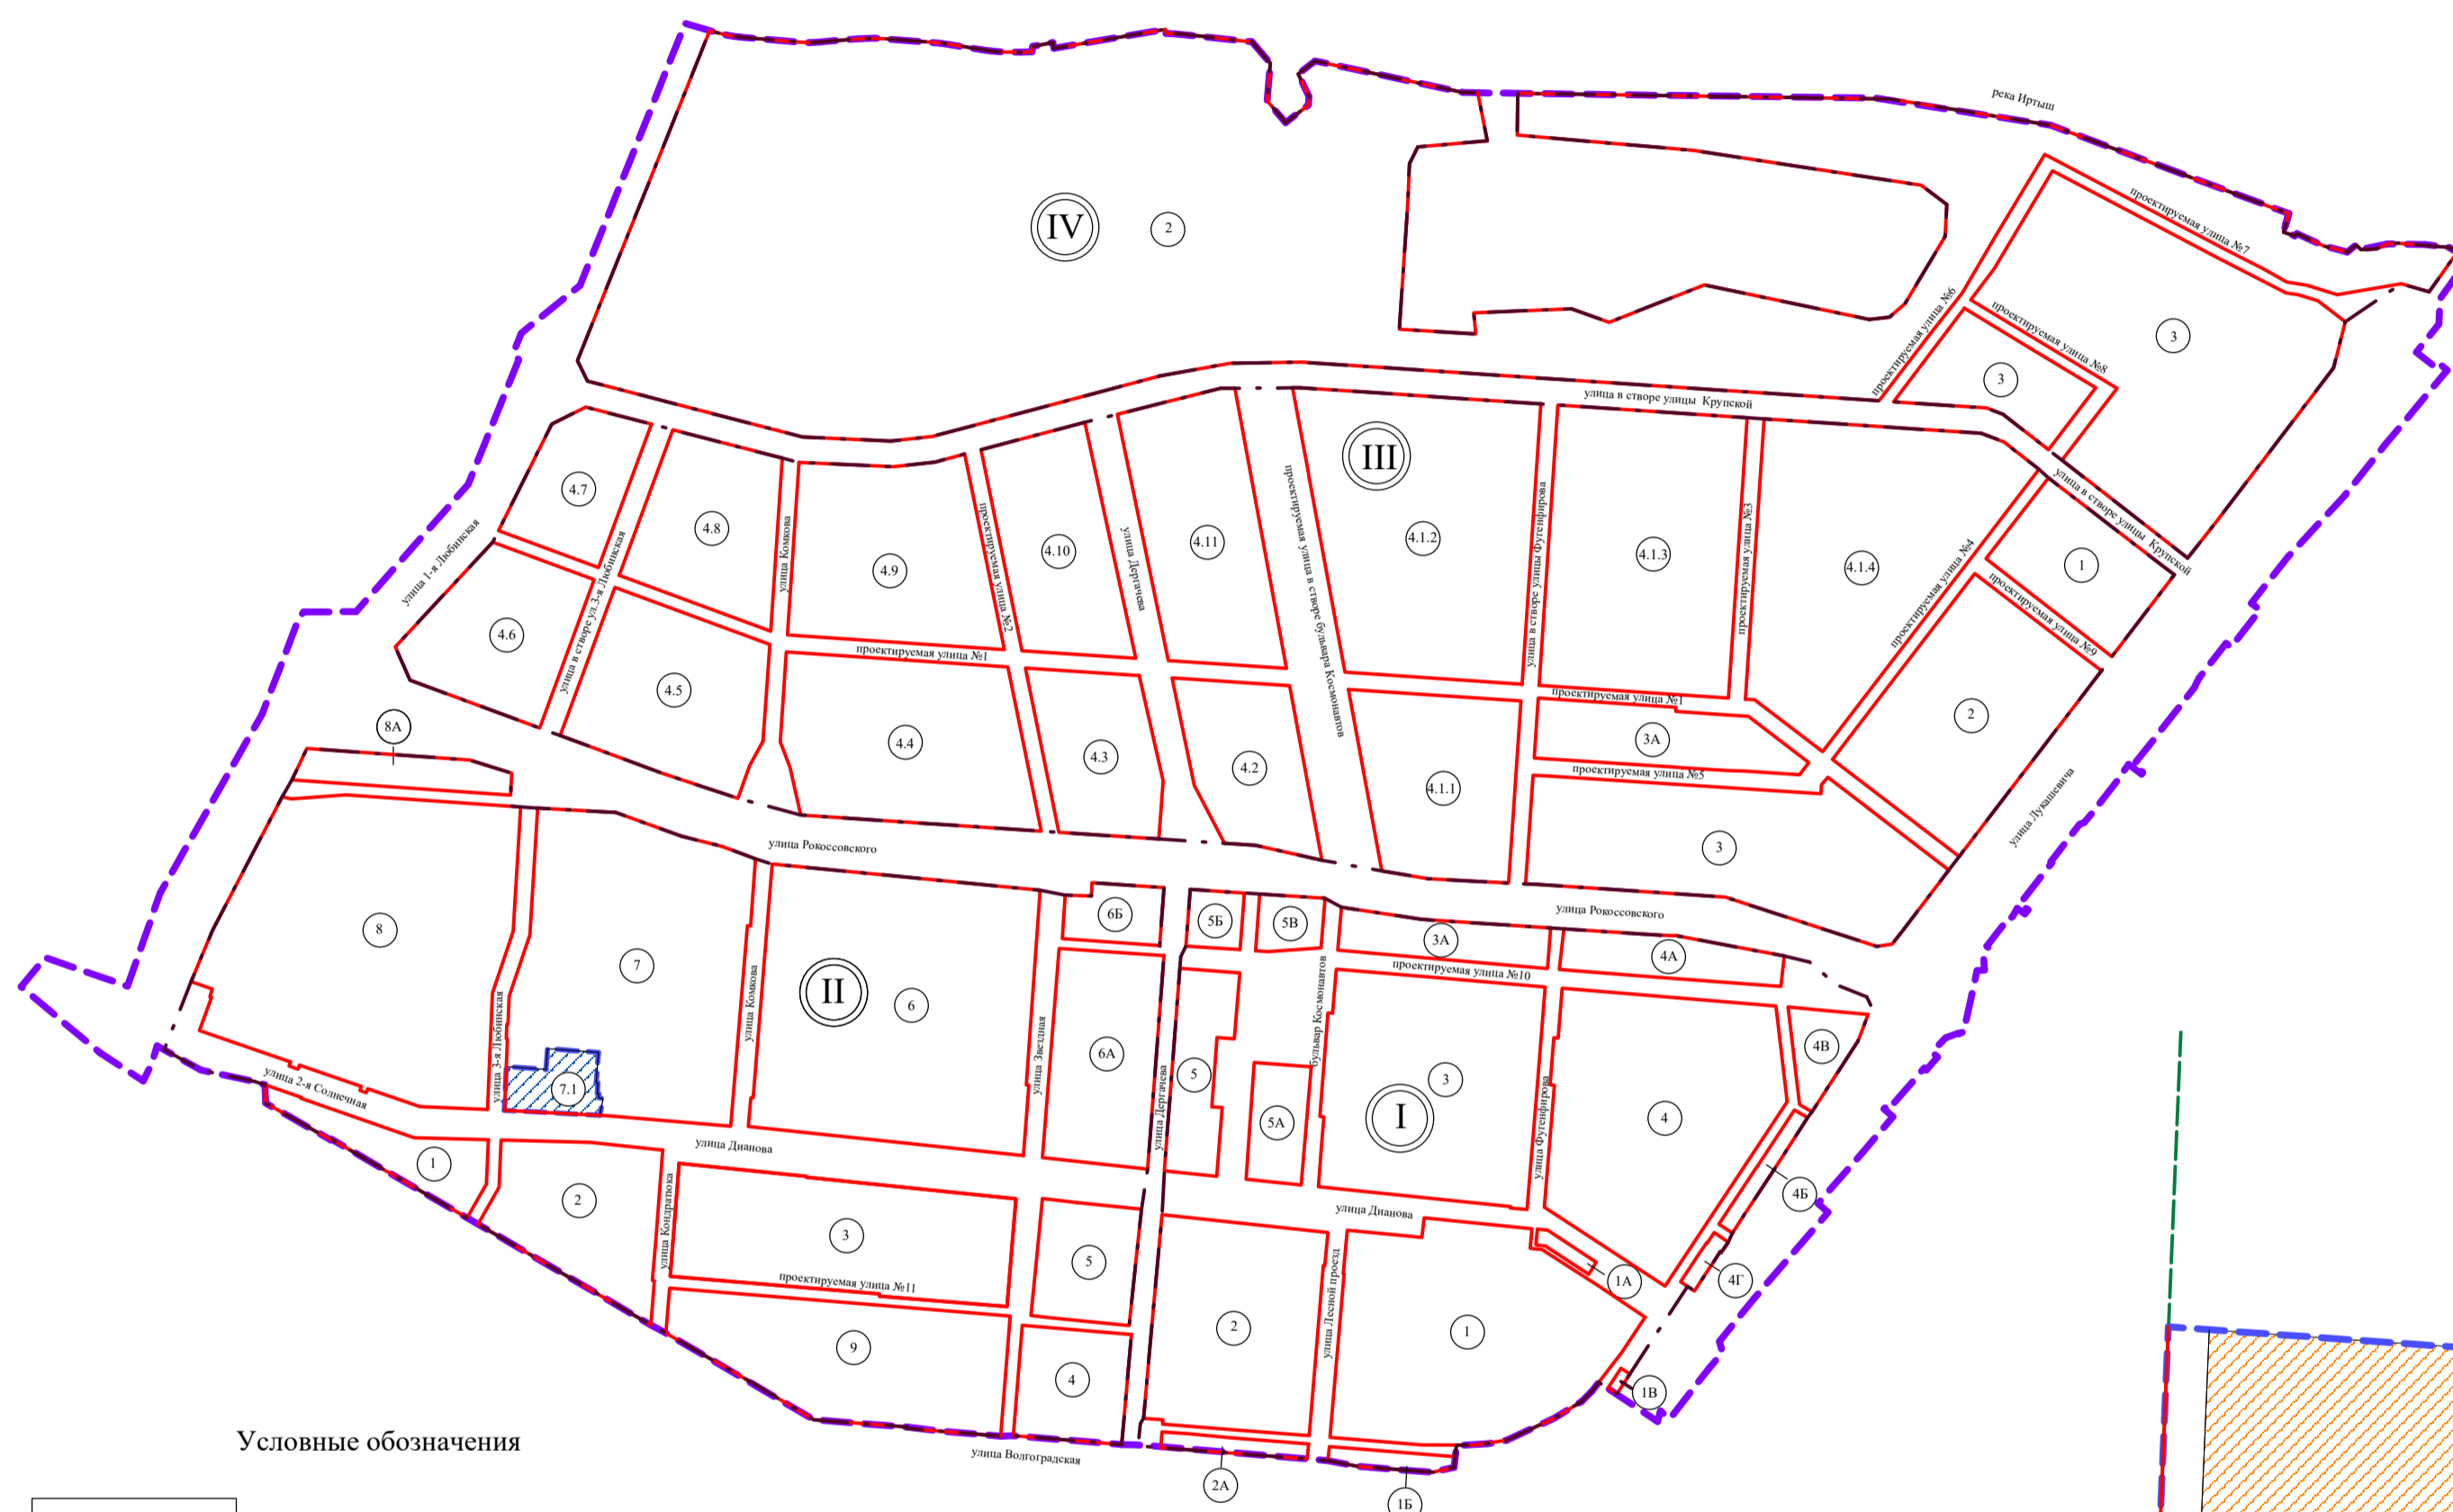 река Иртыш
проектируемая улица №7
IV
2
проектируемая улица №6
проектируемая улица №8
3
3
улица в створе улицы Крупской
III
4.7
4.8
улица Комкова
4.9
проектируемая улица №2
4.10
улица Дергачева
4.11
проектируемая улица в створе бульвара Космонавтов
4.1.2
улица в створе улицы Фугенфирова
4.1.3
проектируемая улица №3
4.1.4
проектируемая улица №4
улица в створе улицы Крупской
1
проектируемая улица №9
улица 1-я Любинская
4.6
улица в створе ул.3-я Любинская
4.5
проектируемая улица №1
4.4
4.3
4.2
4.1.1
проектируемая улица №1
3А
проектируемая улица №5
2
3
улица Лукашевича
8А
улица Рокоссовского
улица Рокоссовского
8
7
улица Комкова
II
6
6Б
5Б
5В
3А
4А
проектируемая улица №10
улица 3-я Любинская
7.1
улица Звездная
6А
улица Дергачева
5
5А
бульвар Космонавтов
3
I
улица Фугенфирова
4
4В
4Б
4Г
улица 2-я Солнечная
улица Дианова
улица Дианова
1
2
улица Кондратюка
3
проектируемая улица №11
5
9
4
2
улица Лесной проезд
1
1А
1В
улица Волгоградская
2А
1Б
Условные обозначения